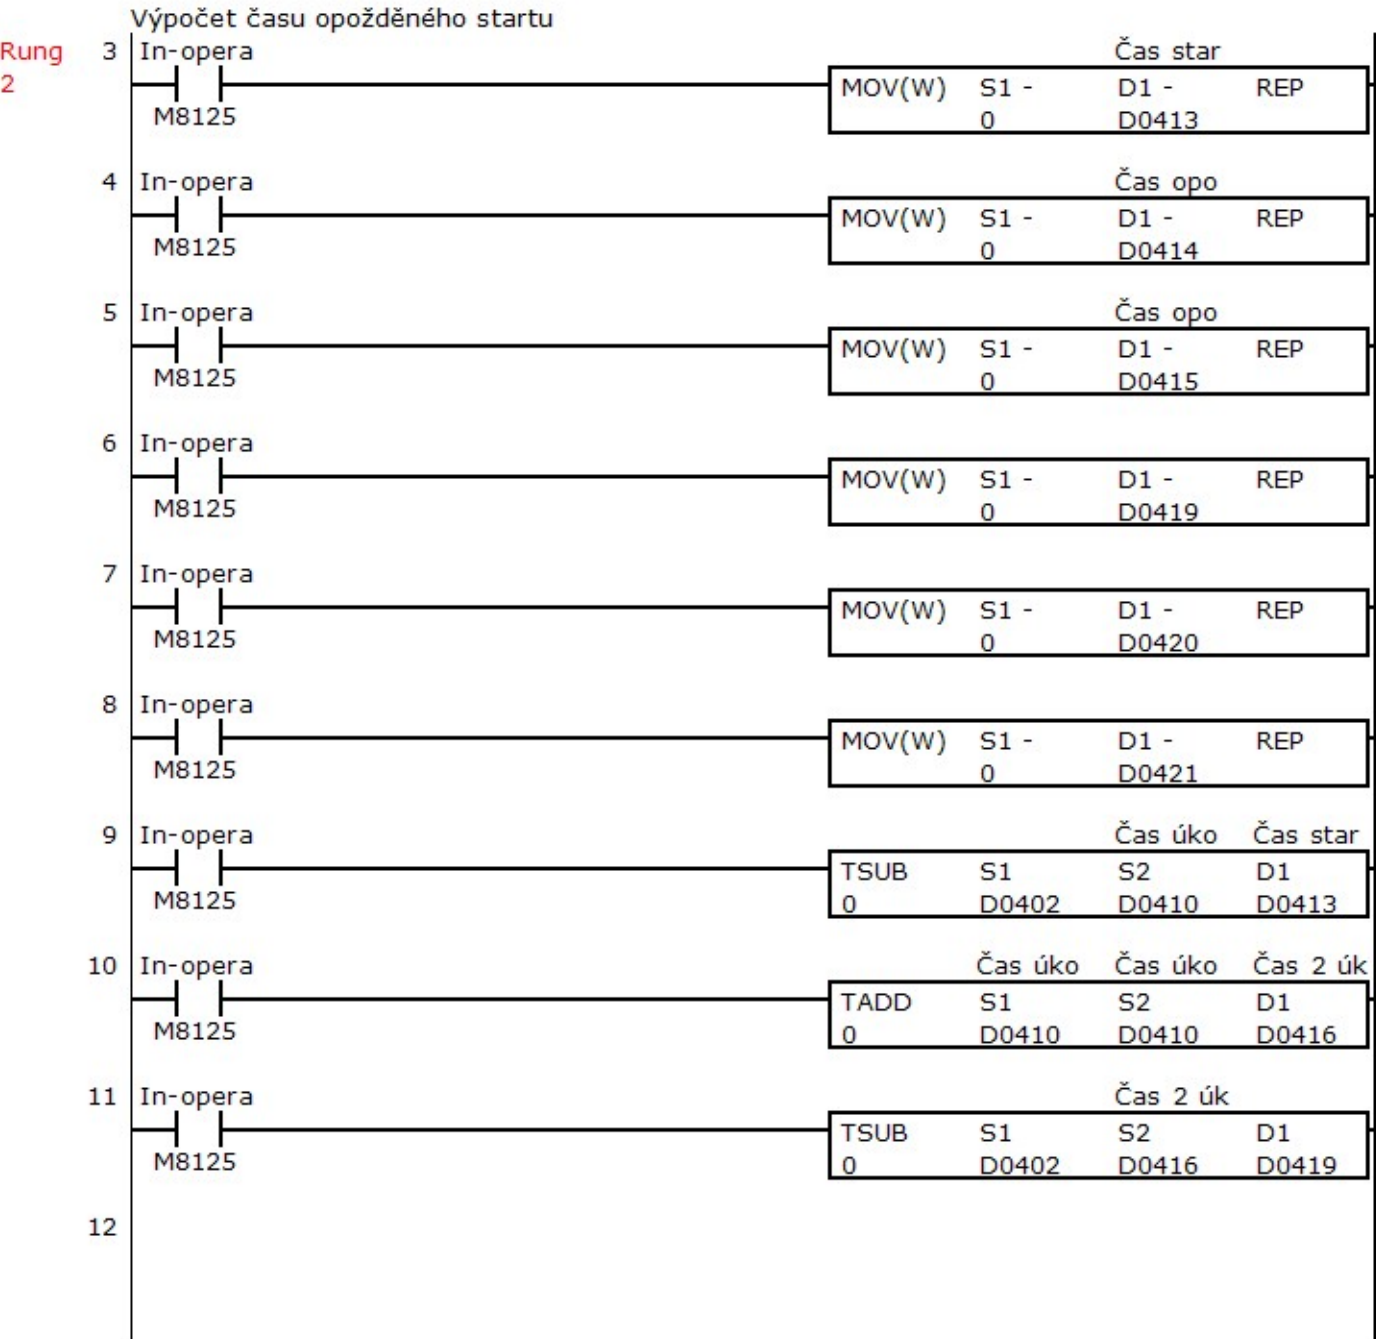 Výpočet času opožděného startu
Rung 2
3 In-opera Čas star
MOV(W) S1 - D1 - REP
M8125 0 D0413
4 In-opera Čas opo
MOV(W) S1 - D1 - REP
M8125 0 D0414
5 In-opera Čas opo
MOV(W) S1 - D1 - REP
M8125 0 D0415
6 In-opera
MOV(W) S1 - D1 - REP
M8125 0 D0419
7 In-opera
MOV(W) S1 - D1 - REP
M8125 0 D0420
8 In-opera
MOV(W) S1 - D1 - REP
M8125 0 D0421
9 In-opera Čas úko Čas star
TSUB S1 S2 D1
M8125 0 D0402 D0410 D0413
10 In-opera Čas úko Čas úko Čas 2 úk
TADD S1 S2 D1
M8125 0 D0410 D0410 D0416
11 In-opera Čas 2 úk
TSUB S1 S2 D1
M8125 0 D0402 D0416 D0419
12